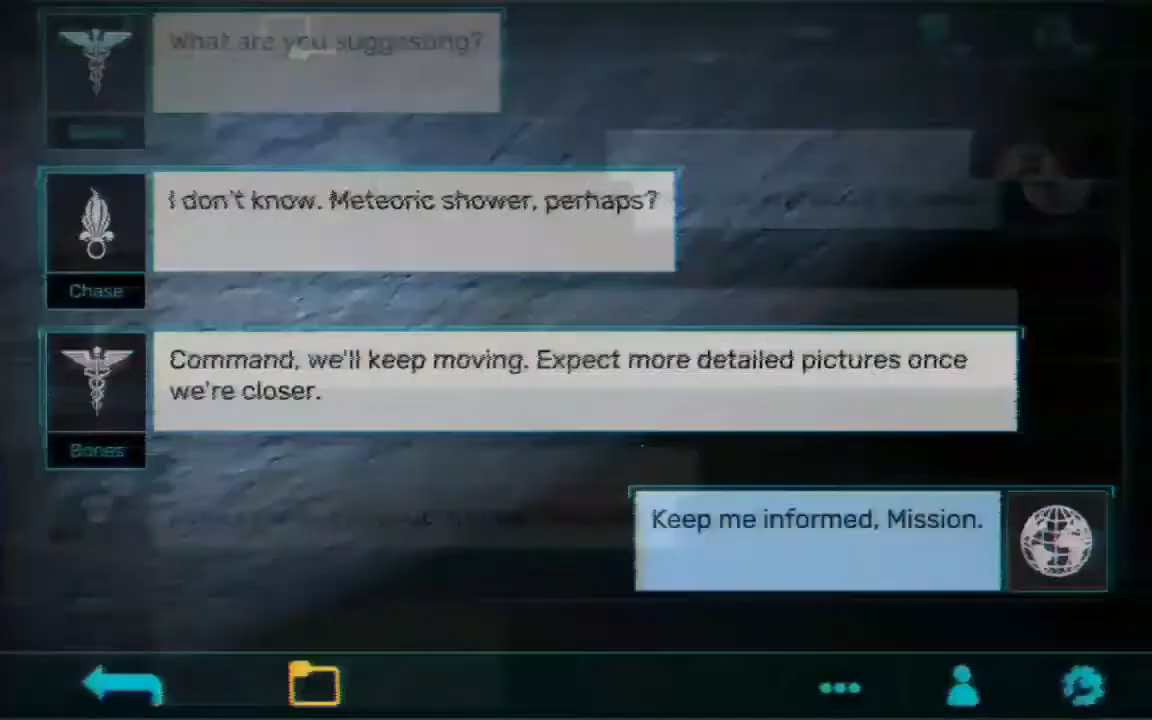 What are you suggesting?
I don't know. Meteoric shower, perhaps?
Chase
Command, we'll keep moving. Expect more detailed pictures once
we're closer.
Bones
Keep me informed, Mission.